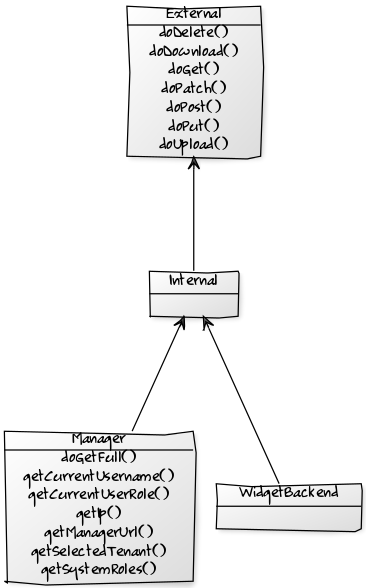 External
doDelete()
doDownload()
doGet()
doPatch()
doPost()
doPut()
doUpload()
Internal
Manager
doGetFull()
getCurrentUsername()
getCurrentUserRole()
getIp()
getManagerUrl()
getSelectedTenant()
getSystemRoles()
WidgetBackend